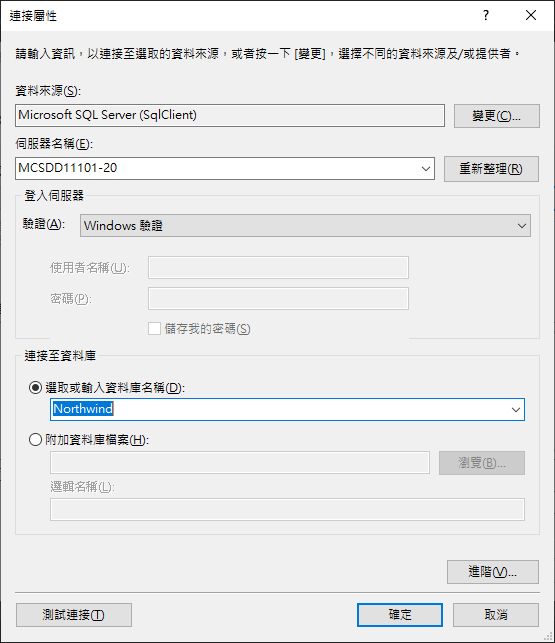 連接屬性
請輸入資訊，以連接至選取的資料來源，或者按一下 [變更]，選擇不同的資料來源及/或提供者。
資料來源(S):
Microsoft SQL Server (SqlClient)
變更(C)...
伺服器名稱(E):
MCSDD11101-20
重新整理(R)
登入伺服器
驗證(A):
Windows 驗證
使用者名稱(U):
密碼(P):
儲存我的密碼(S)
連接至資料庫
選取或輸入資料庫名稱(D):
Northwind
附加資料庫檔案(H):
瀏覽(B)...
邏輯名稱(L):
進階(V)...
測試連接(T)
確定
取消